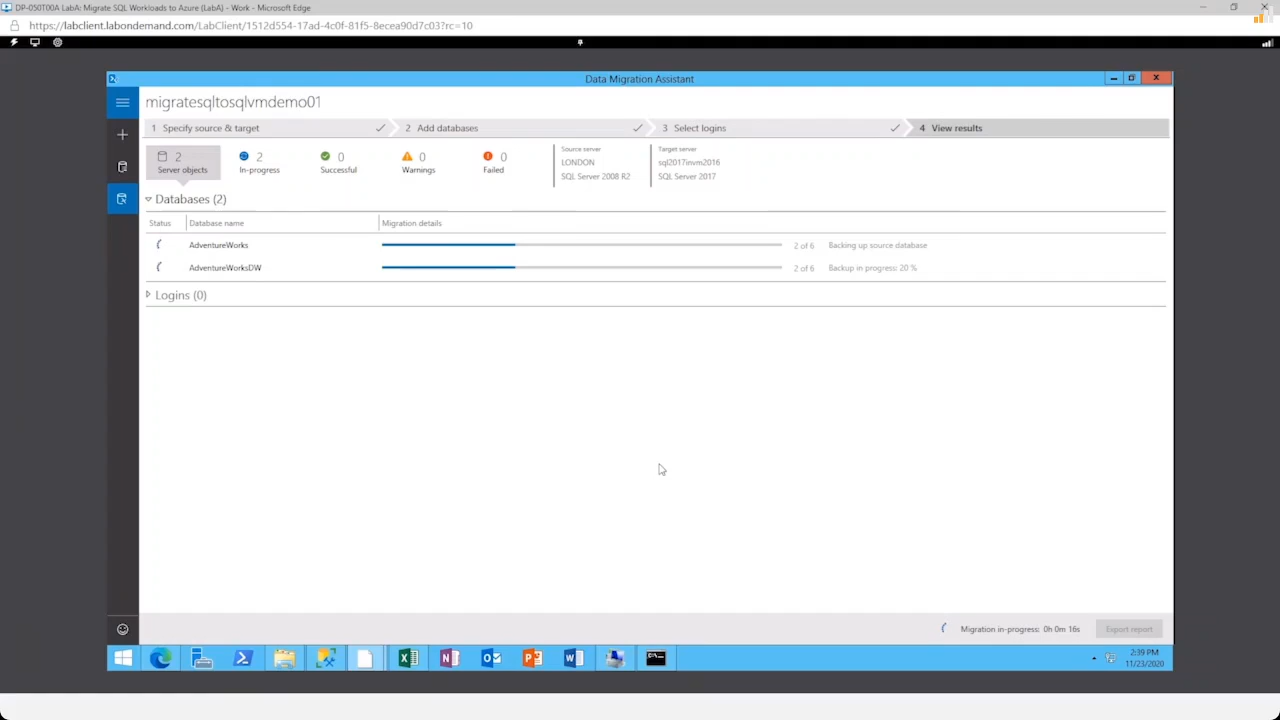 DP-050T00A LabA: Migrate SQL Workloads to Azure (LabA) - Work - Microsoft Edge
https://labclient.labondemand.com/LabClient/1512d554-17ad-4c0f-81f5-8ecea90d7c03?rc=10
Data Migration Assistant
migratesqltosqlvmdemo01
1 Specify source & target
2 Add databases
3 Select logins
4 View results
2 Server objects
2 In-progress
0 Successful
0 Warnings
0 Failed
Source server
LONDON
SQL Server 2008 R2
Target server
sql2017invm2016
SQL Server 2017
Databases (2)
Status Database name Migration details
AdventureWorks 2 of 6 Backing up source database
AdventureWorksDW 2 of 6 Backup in progress: 20 %
Logins (0)
Migration in-progress: 0h 0m 16s Export report
2:39 PM
11/23/2020